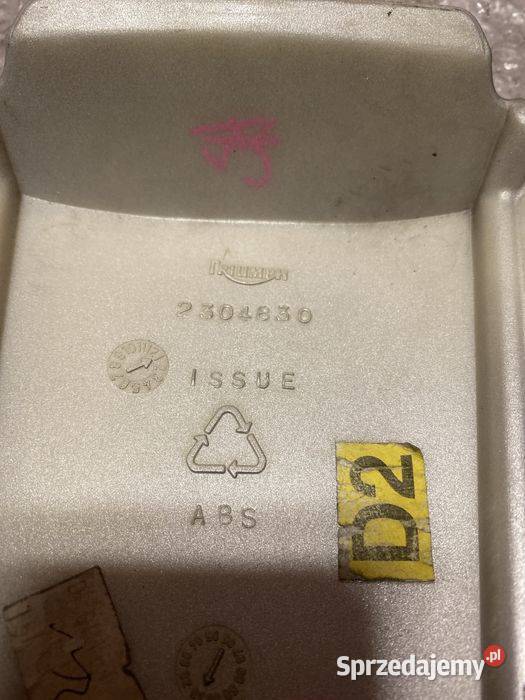 TRIUMPH
2304830
ISSUE
ABS
D2
Sprzedajemy.pl